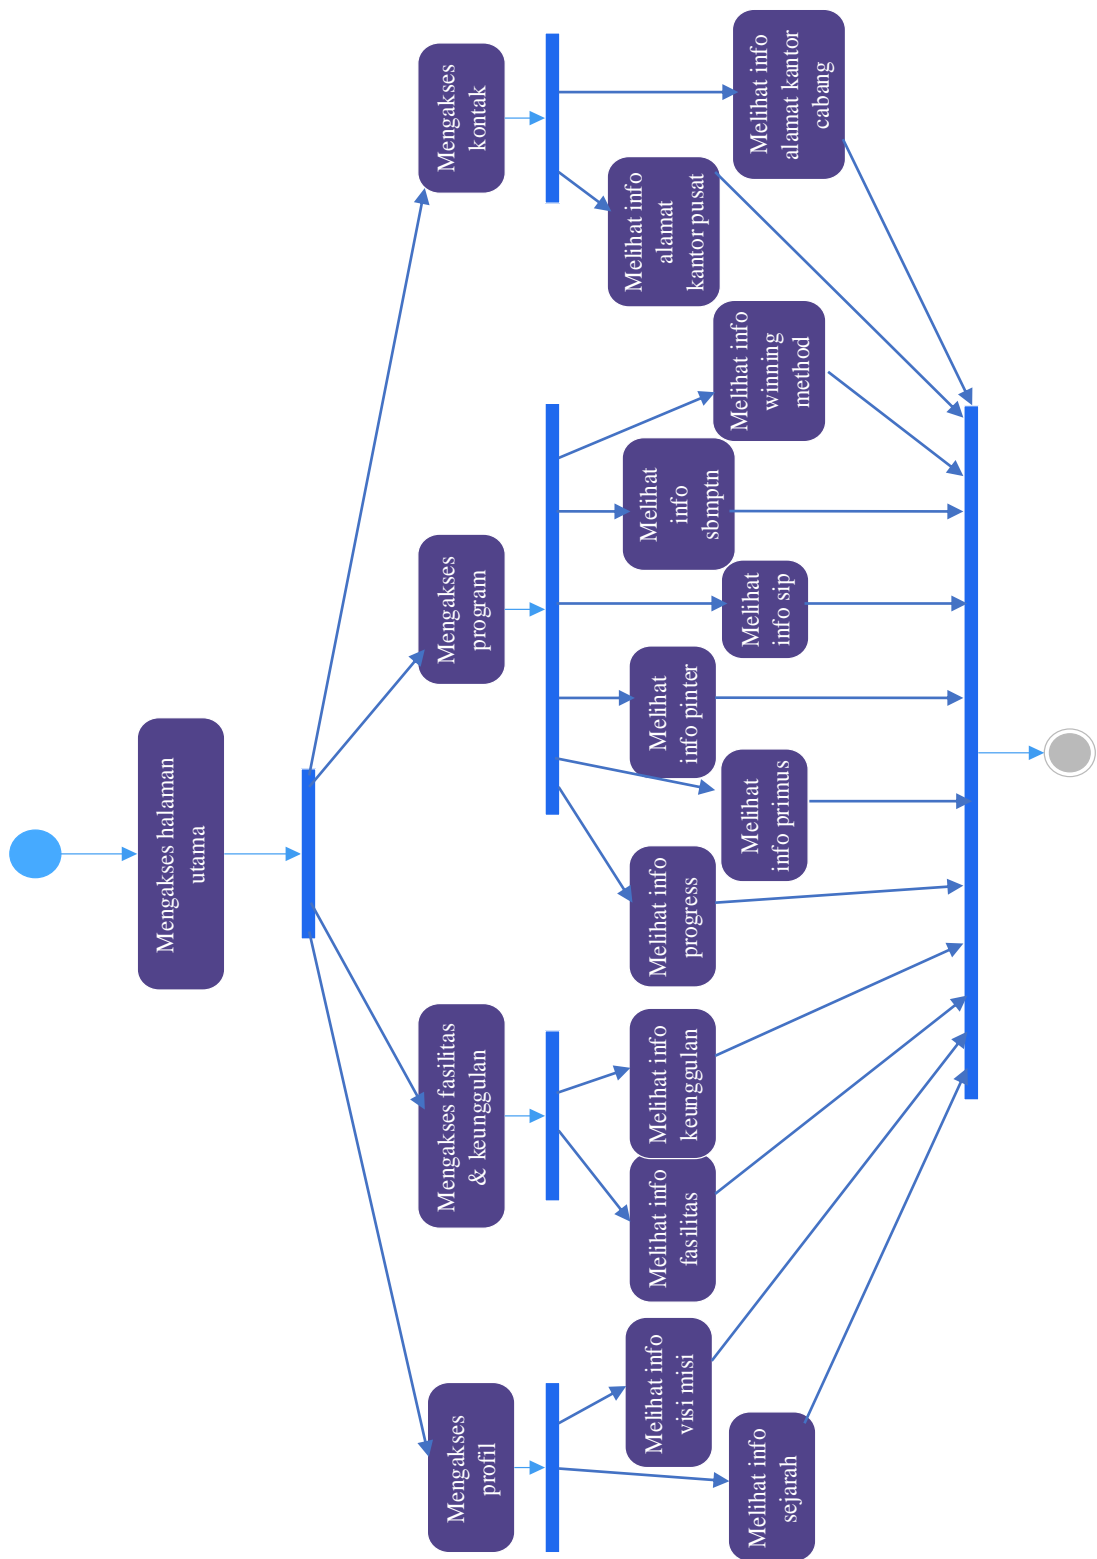 Mengakses halaman
utama
Mengakses
profil
Mengakses fasilitas
& keunggulan
Mengakses
program
Mengakses
kontak
Melihat info
sejarah
Melihat info
visi misi
Melihat info
fasilitas
Melihat info
keunggulan
Melihat info
progress
Melihat
info primus
Melihat
info pinter
Melihat
info sip
Melihat
info
sbmptn
Melihat info
winning
method
Melihat info
alamat
kantor pusat
Melihat info
alamat kantor
cabang